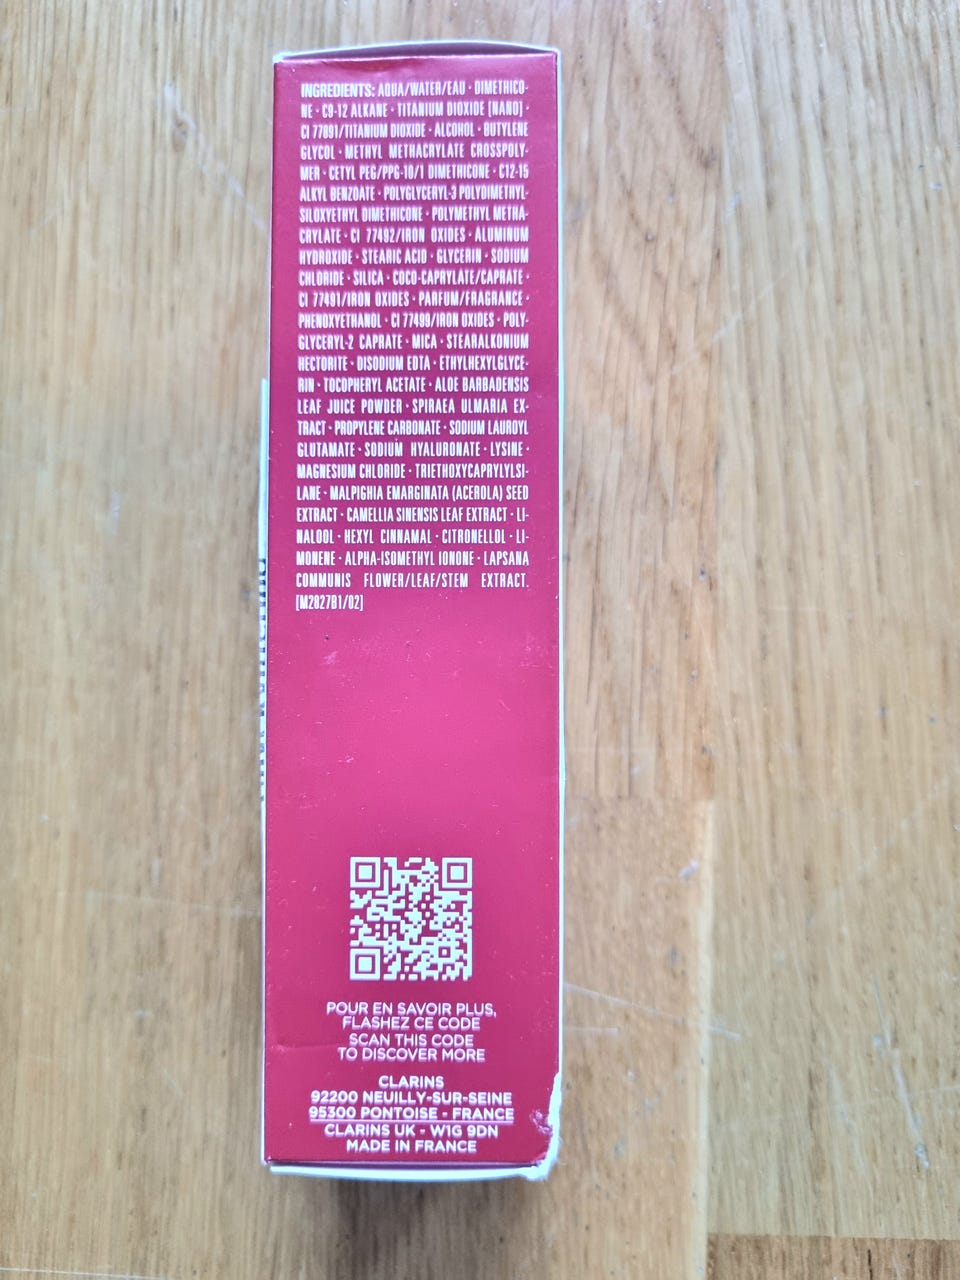 INGREDIENTS: AQUA/WATER/EAU • DIMETHICO-
NE • C9-12 ALKANE • TITANIUM DIOXIDE [NANO] •
CI 77891/TITANIUM DIOXIDE • ALCOHOL • BUTYLENE
GLYCOL • METHYL METHACRYLATE CROSSPOLY-
MER • CETYL PEG/PPG-10/1 DIMETHICONE • C12-15
ALKYL BENZOATE • POLYGLYCERYL-3 POLYDIMETHYL-
SILOXYETHYL DIMETHICONE • POLYMETHYL METHA-
CRYLATE • CI 77492/IRON OXIDES • ALUMINUM
HYDROXIDE • STEARIC ACID • GLYCERIN • SODIUM
CHLORIDE • SILICA • COCO-CAPRYLATE/CAPRATE •
CI 77491/IRON OXIDES • PARFUM/FRAGRANCE •
PHENOXYETHANOL • CI 77499/IRON OXIDES • POLY-
GLYCERYL-2 CAPRATE • MICA • STEARALKONIUM
HECTORITE • DISODIUM EDTA • ETHYLHEXYLGLYCE-
RIN • TOCOPHERYL ACETATE • ALOE BARBADENSIS
LEAF JUICE POWDER • SPIRAEA ULMARIA EX-
TRACT • PROPYLENE CARBONATE • SODIUM LAUROYL
GLUTAMATE • SODIUM HYALURONATE • LYSINE •
MAGNESIUM CHLORIDE • TRIETHOXYCAPRYLYLSI-
LANE • MALPIGHIA EMARGINATA (ACEROLA) SEED
EXTRACT • CAMELLIA SINENSIS LEAF EXTRACT • LI-
NALOOL • HEXYL CINNAMAL • CITRONELLOL • LI-
MONENE • ALPHA-ISOMETHYL IONONE • LAPSANA
COMMUNIS FLOWER/LEAF/STEM EXTRACT.
[M2827B1/02]
POUR EN SAVOIR PLUS,
FLASHEZ CE CODE
SCAN THIS CODE
TO DISCOVER MORE
CLARINS
92200 NEUILLY-SUR-SEINE
95300 PONTOISE - FRANCE
CLARINS UK - W1G 9DN
MADE IN FRANCE